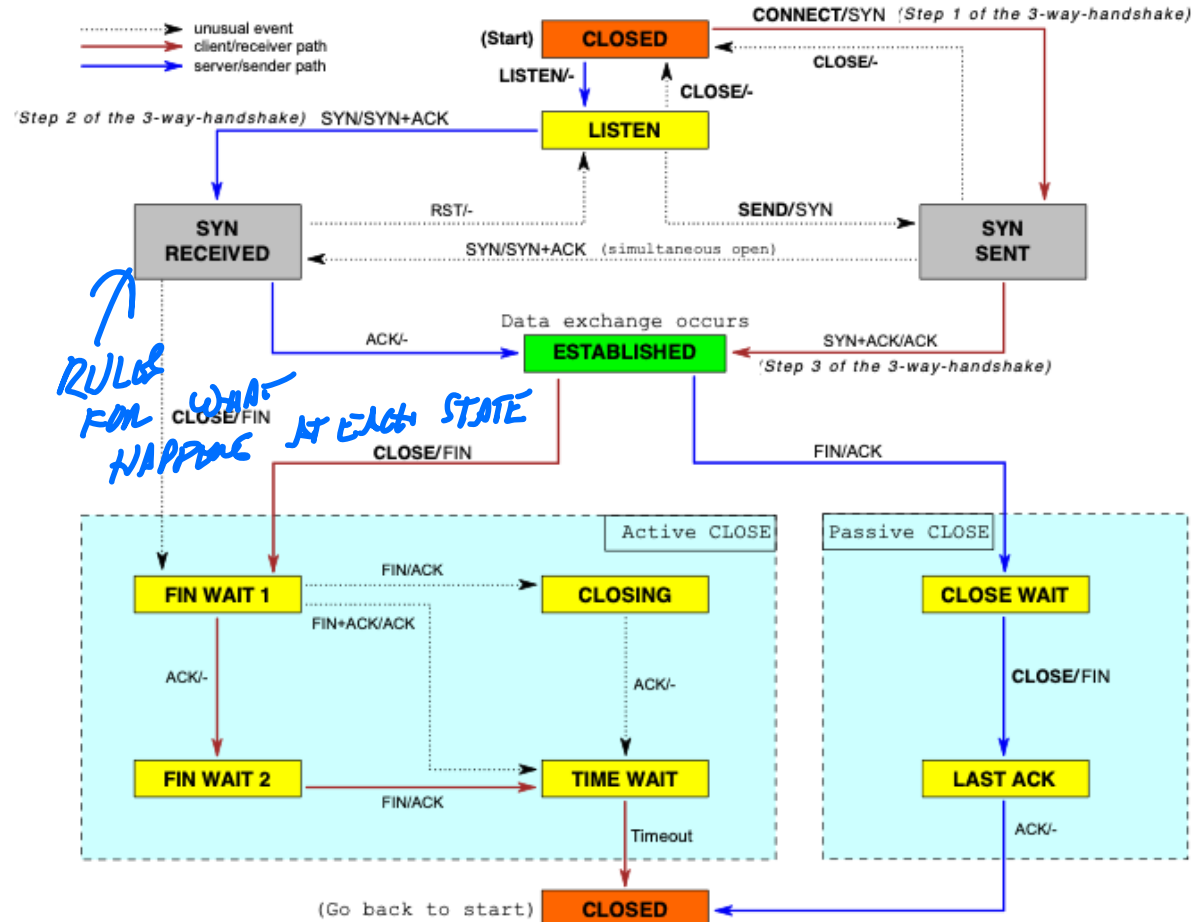 unusual event
client/receiver path
server/sender path
(Start)
CLOSED
CONNECT/SYN (Step 1 of the 3-way-handshake)
CLOSE/-
LISTEN/-
CLOSE/-
(Step 2 of the 3-way-handshake) SYN/SYN+ACK
LISTEN
SYN
RECEIVED
RST/-
SEND/SYN
SYN
SENT
SYN/SYN+ACK (simultaneous open)
Data exchange occurs
ACK/-
ESTABLISHED
SYN+ACK/ACK
(Step 3 of the 3-way-handshake)
RULES
FOR WHAT
HAPPENS AT EACH STATE
CLOSE/FIN
CLOSE/FIN
FIN/ACK
Active CLOSE
Passive CLOSE
FIN WAIT 1
FIN/ACK
CLOSING
CLOSE WAIT
FIN+ACK/ACK
ACK/-
ACK/-
CLOSE/FIN
FIN WAIT 2
FIN/ACK
TIME WAIT
LAST ACK
Timeout
ACK/-
(Go back to start)
CLOSED